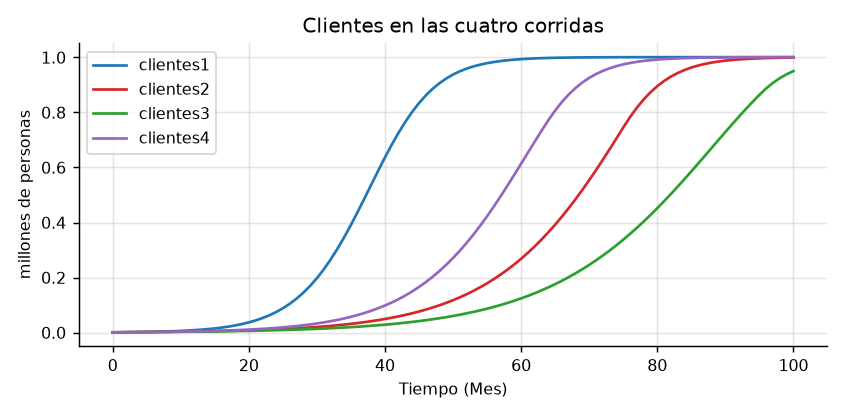 Clientes en las cuatro corridas
clientes1
clientes2
clientes3
clientes4
millones de personas
1.0
0.8
0.6
0.4
0.2
0.0
0 20 40 60 80 100
Tiempo (Mes)